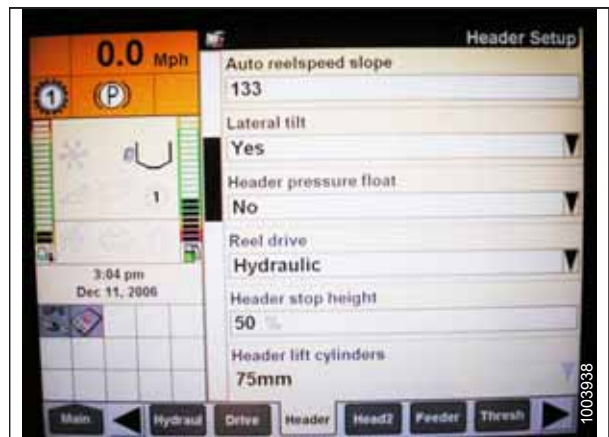 Header Setup
0.0 Mph
1
P
1
3:04 pm
Dec 11, 2006
Auto reelspeed slope
133
Lateral tilt
Yes
Header pressure float
No
Reel drive
Hydraulic
Header stop height
50 %
Header lift cylinders
75mm
Main
Hydraul
Drive
Header
Head2
Feeder
Thresh
1003938